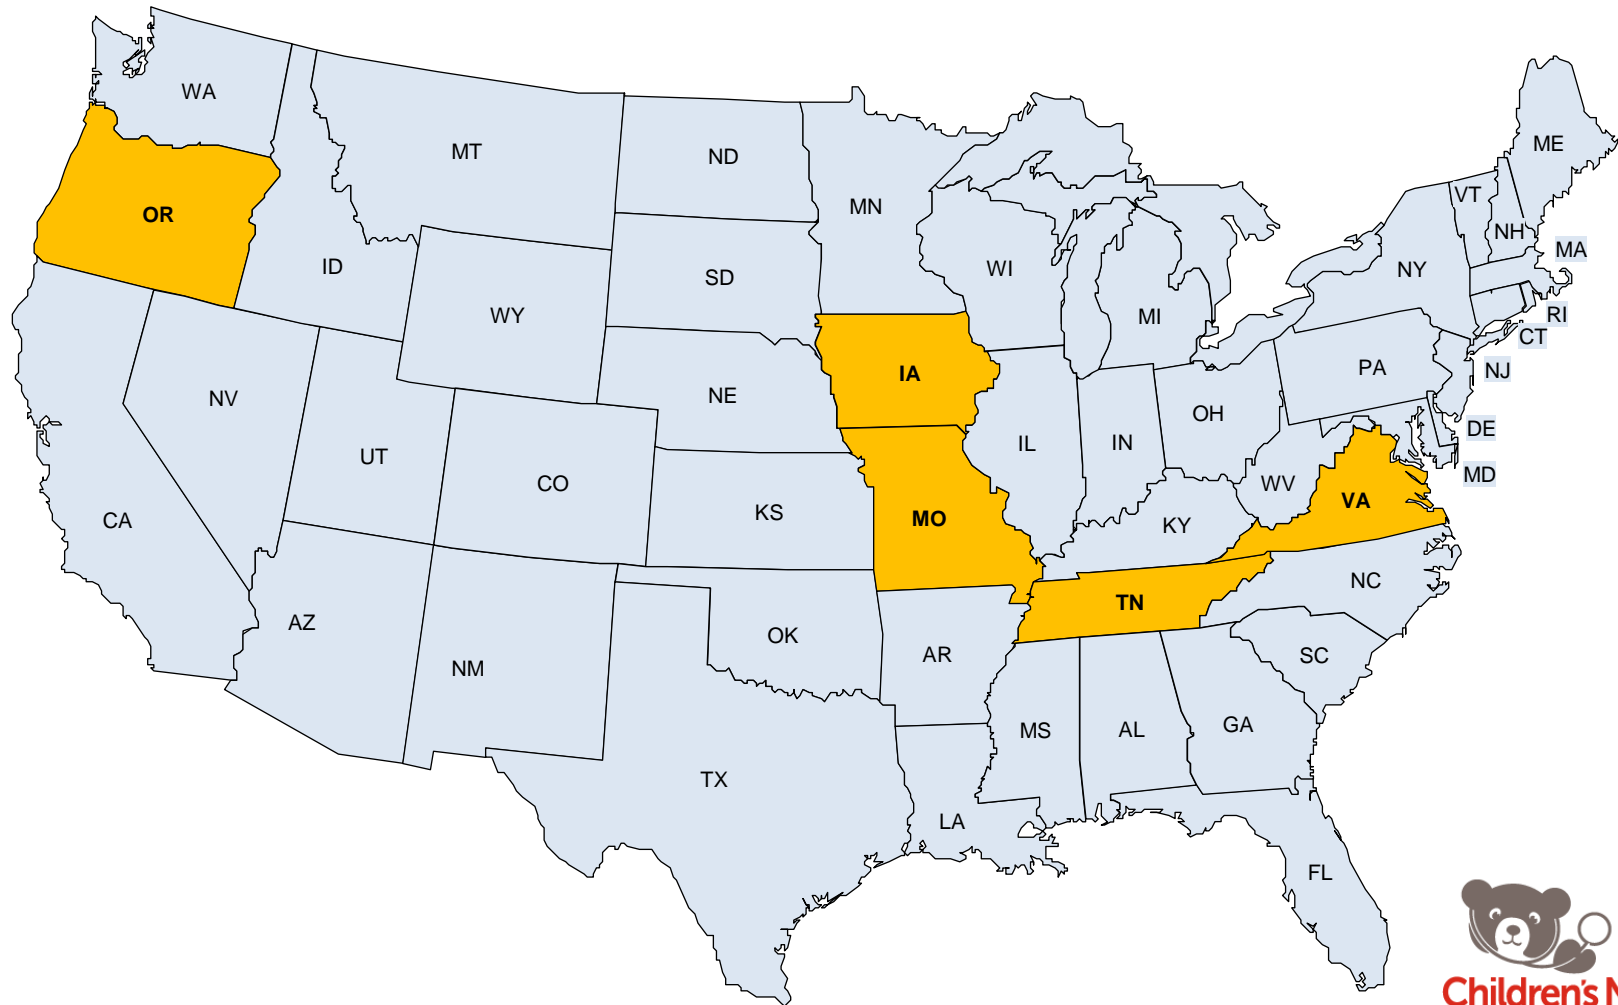 WA
MT
ND
MN
ME
VT
NH
MA
OR
ID
SD
WI
NY
WY
MI
RI
CT
IA
PA
NJ
NV
NE
OH
DE
UT
IL
IN
CO
WV
MD
CA
KS
MO
VA
KY
AZ
NC
TN
OK
AR
SC
NM
MS
AL
GA
TX
LA
FL
Children's N